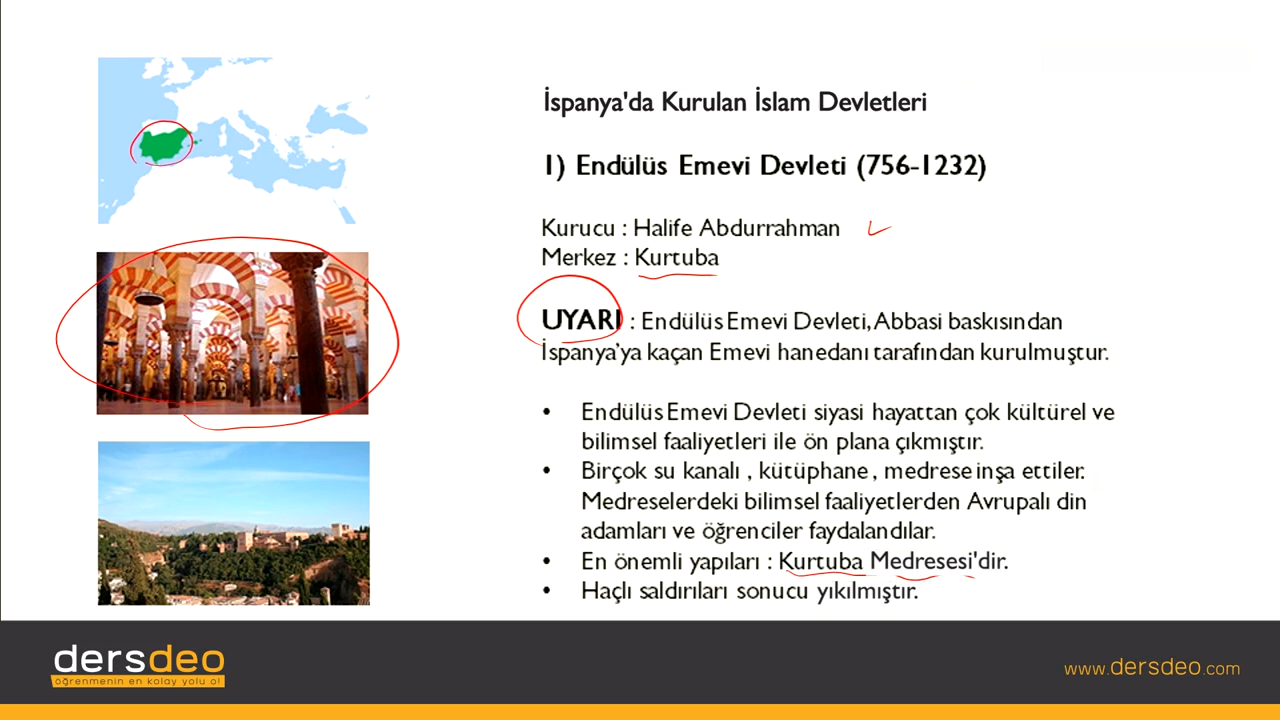 İspanya'da Kurulan İslam Devletleri
1) Endülüs Emevi Devleti (756-1232)
Kurucu : Halife Abdurrahman
Merkez : Kurtuba
UYARI : Endülüs Emevi Devleti, Abbasi baskısından
İspanya'ya kaçan Emevi hanedanı tarafından kurulmuştur.
• Endülüs Emevi Devleti siyasi hayattan çok kültürel ve
bilimsel faaliyetleri ile ön plana çıkmıştır.
• Birçok su kanalı , kütüphane , medrese inşa ettiler.
Medreselerdeki bilimsel faaliyetlerden Avrupalı din
adamları ve öğrenciler faydalandılar.
• En önemli yapıları : Kurtuba Medresesi'dir.
• Haçlı saldırıları sonucu yıkılmıştır.
dersdeo
öğrenmenin en kolay yolu o!
www.dersdeo.com